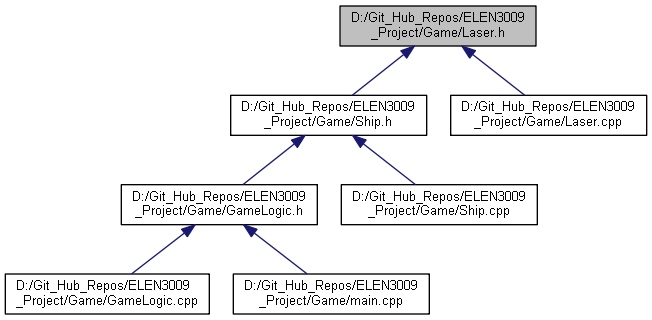 D:/Git_Hub_Repos/ELEN3009
_Project/Game/Laser.h
D:/Git_Hub_Repos/ELEN3009
_Project/Game/Ship.h
D:/Git_Hub_Repos/ELEN3009
_Project/Game/Laser.cpp
D:/Git_Hub_Repos/ELEN3009
_Project/Game/GameLogic.h
D:/Git_Hub_Repos/ELEN3009
_Project/Game/Ship.cpp
D:/Git_Hub_Repos/ELEN3009
_Project/Game/GameLogic.cpp
D:/Git_Hub_Repos/ELEN3009
_Project/Game/main.cpp